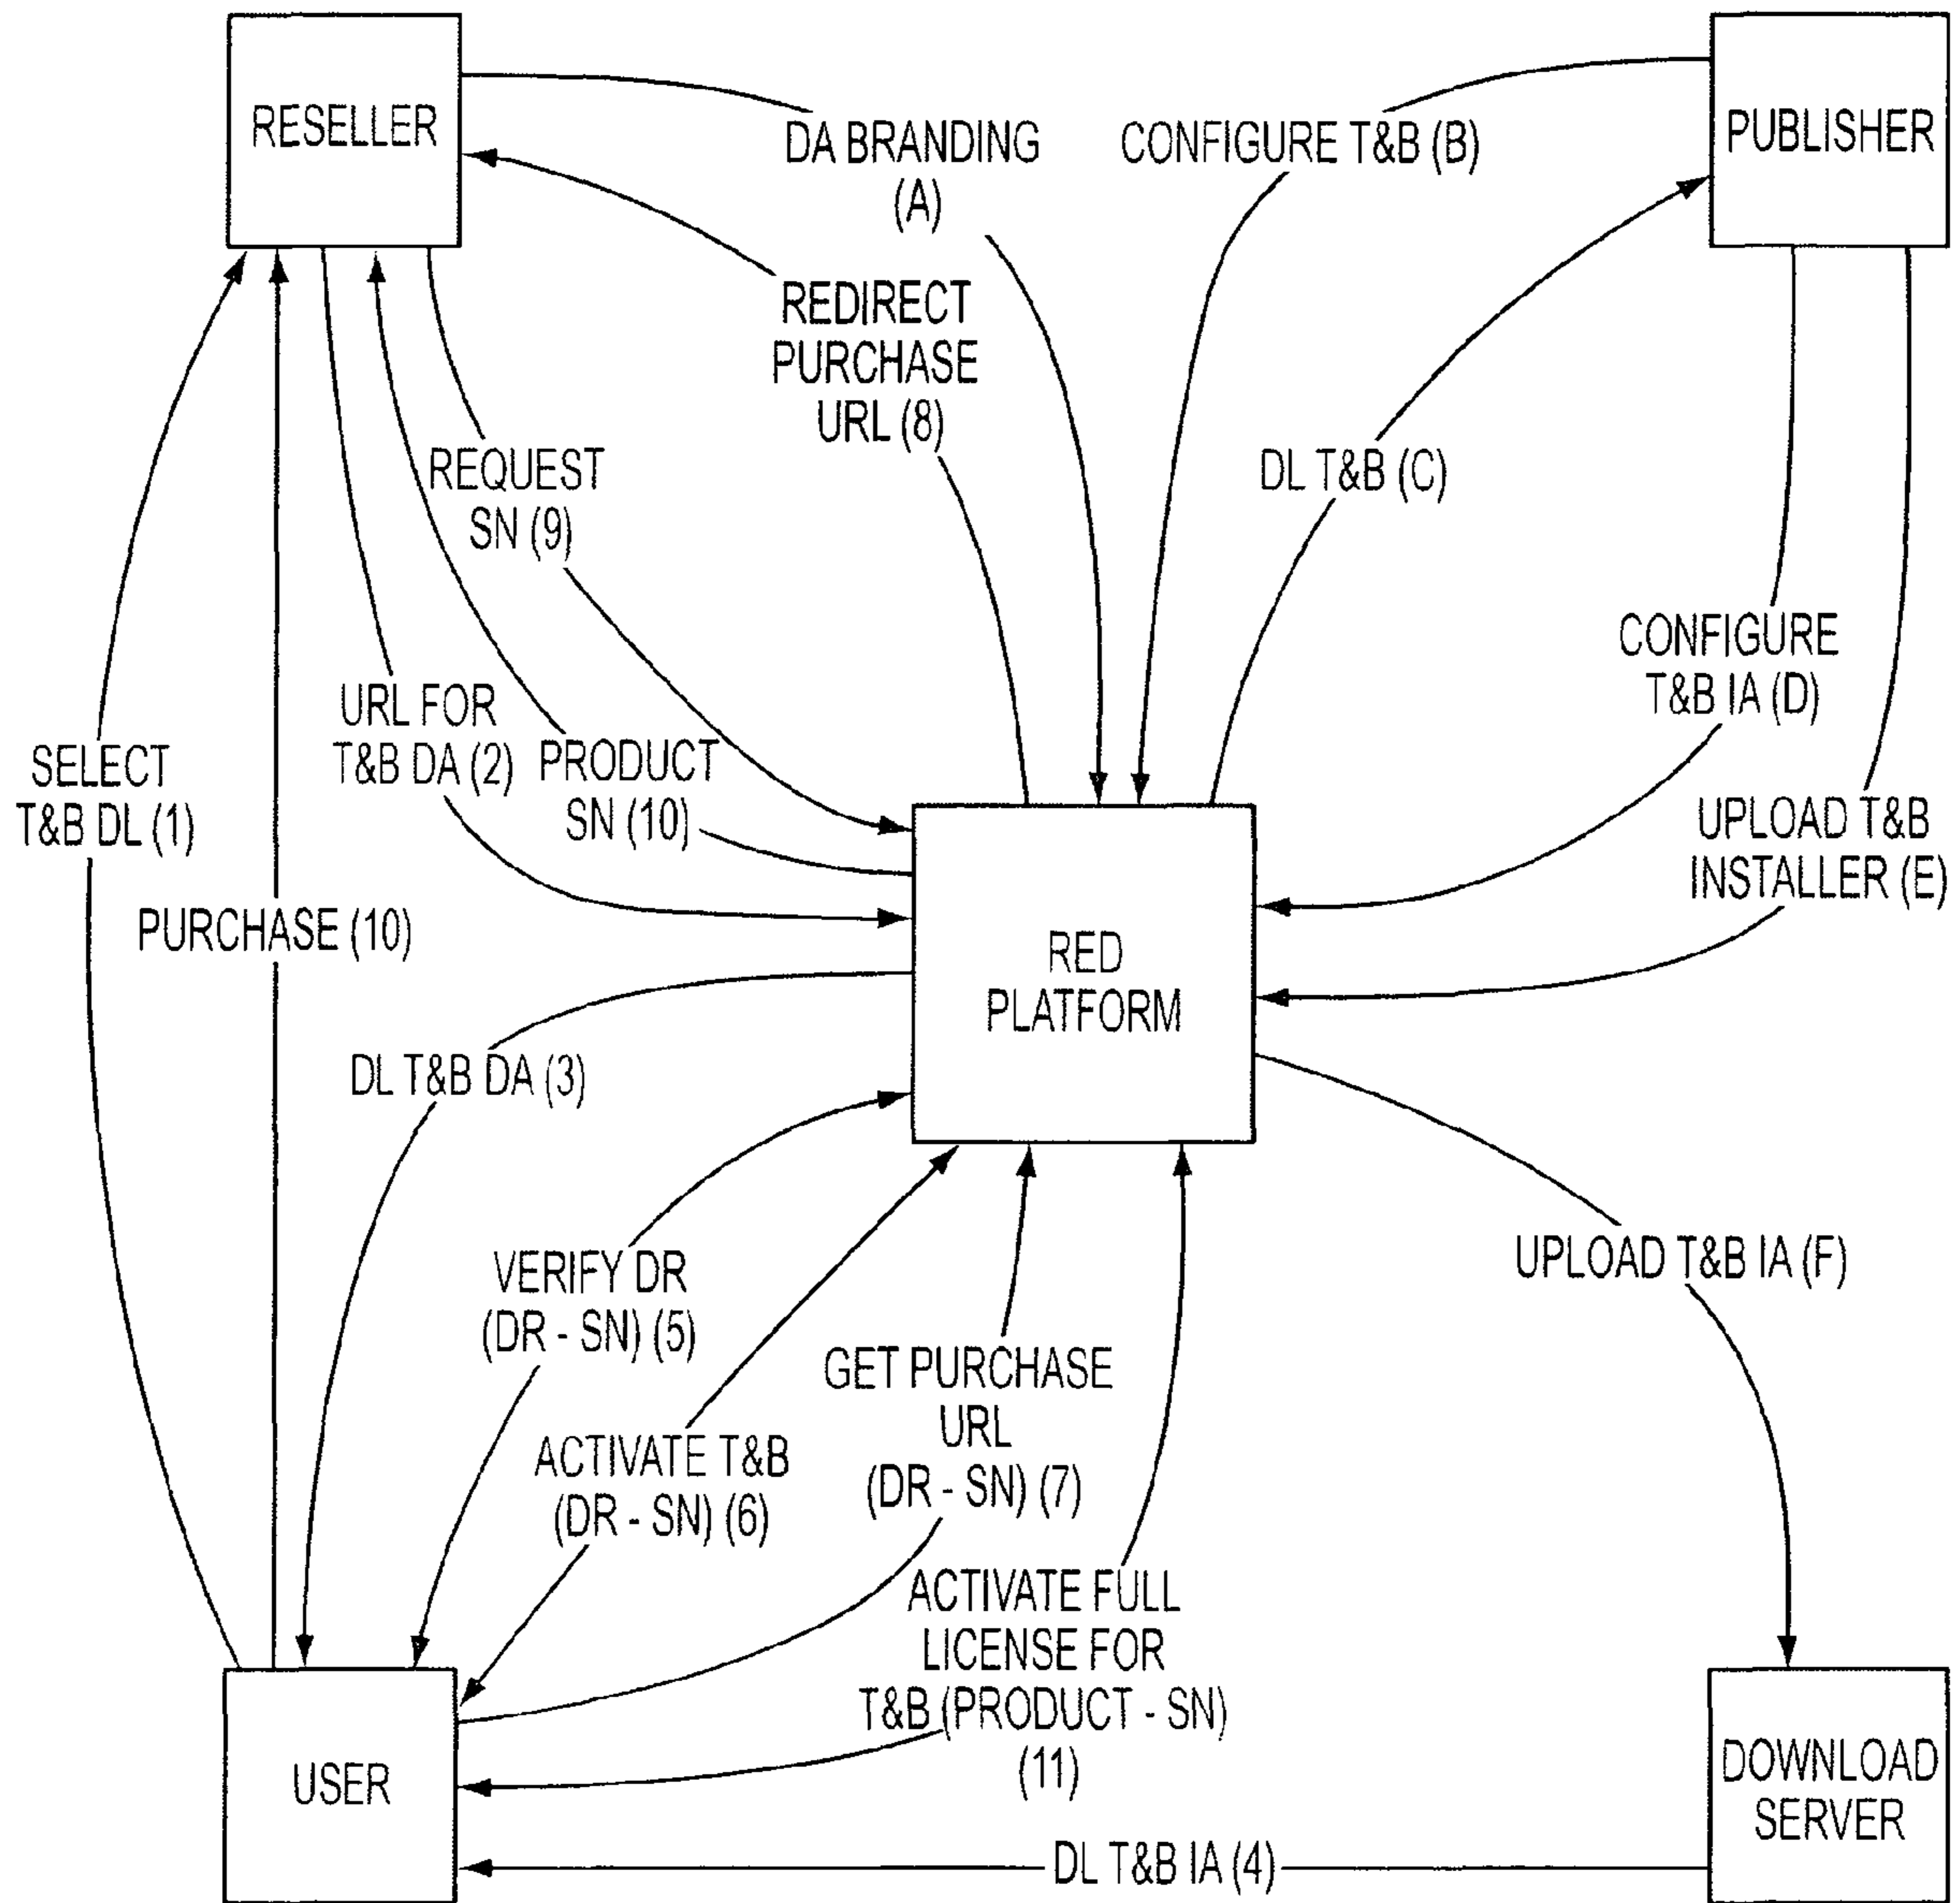 RESELLER
PUBLISHER
DA BRANDING
(A)
CONFIGURE T&B (B)
REDIRECT
PURCHASE
URL (8)
REQUEST
SN (9)
DL T&B (C)
CONFIGURE
T&B IA (D)
URL FOR
T&B DA (2)
PRODUCT
SN (10)
SELECT
T&B DL (1)
UPLOAD T&B
INSTALLER (E)
PURCHASE (10)
RED
PLATFORM
DL T&B DA (3)
VERIFY DR
(DR - SN) (5)
UPLOAD T&B IA (F)
GET PURCHASE
URL
(DR - SN) (7)
ACTIVATE T&B
(DR - SN) (6)
ACTIVATE FULL
LICENSE FOR
T&B (PRODUCT - SN)
(11)
USER
DOWNLOAD
SERVER
DL T&B IA (4)